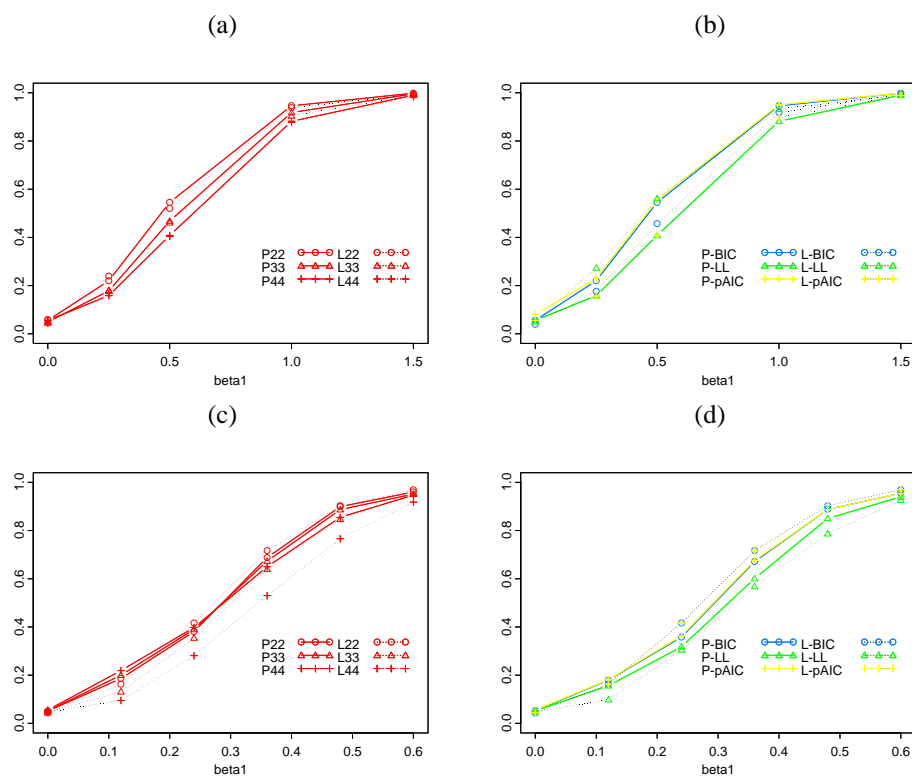 (a)
0.0 0.2 0.4 0.6 0.8 1.0
P22 L22
P33 L33
P44 L44
0.0 0.5 1.0 1.5
beta1
(b)
0.0 0.2 0.4 0.6 0.8 1.0
P-BIC L-BIC
P-LL L-LL
P-pAIC L-pAIC
0.0 0.5 1.0 1.5
beta1
(c)
0.0 0.2 0.4 0.6 0.8 1.0
P22 L22
P33 L33
P44 L44
0.0 0.1 0.2 0.3 0.4 0.5 0.6
beta1
(d)
0.0 0.2 0.4 0.6 0.8 1.0
P-BIC L-BIC
P-LL L-LL
P-pAIC L-pAIC
0.0 0.1 0.2 0.3 0.4 0.5 0.6
beta1